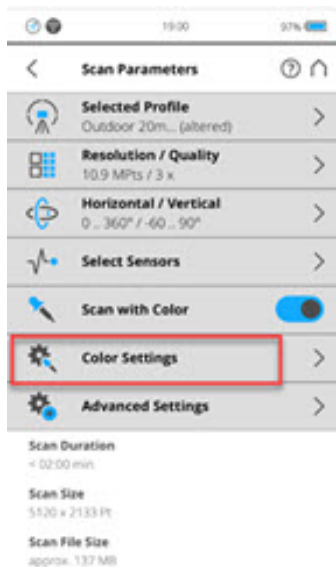 19:00
97%
Scan Parameters
Selected Profile
Outdoor 20m... (altered)
Resolution / Quality
10.9 MPts / 3 x
Horizontal / Vertical
0 .. 360° / -60 .. 90°
Select Sensors
Scan with Color
Color Settings
Advanced Settings
Scan Duration
< 02:00 min
Scan Size
5120 x 2133 Pt
Scan File Size
approx. 137 MB